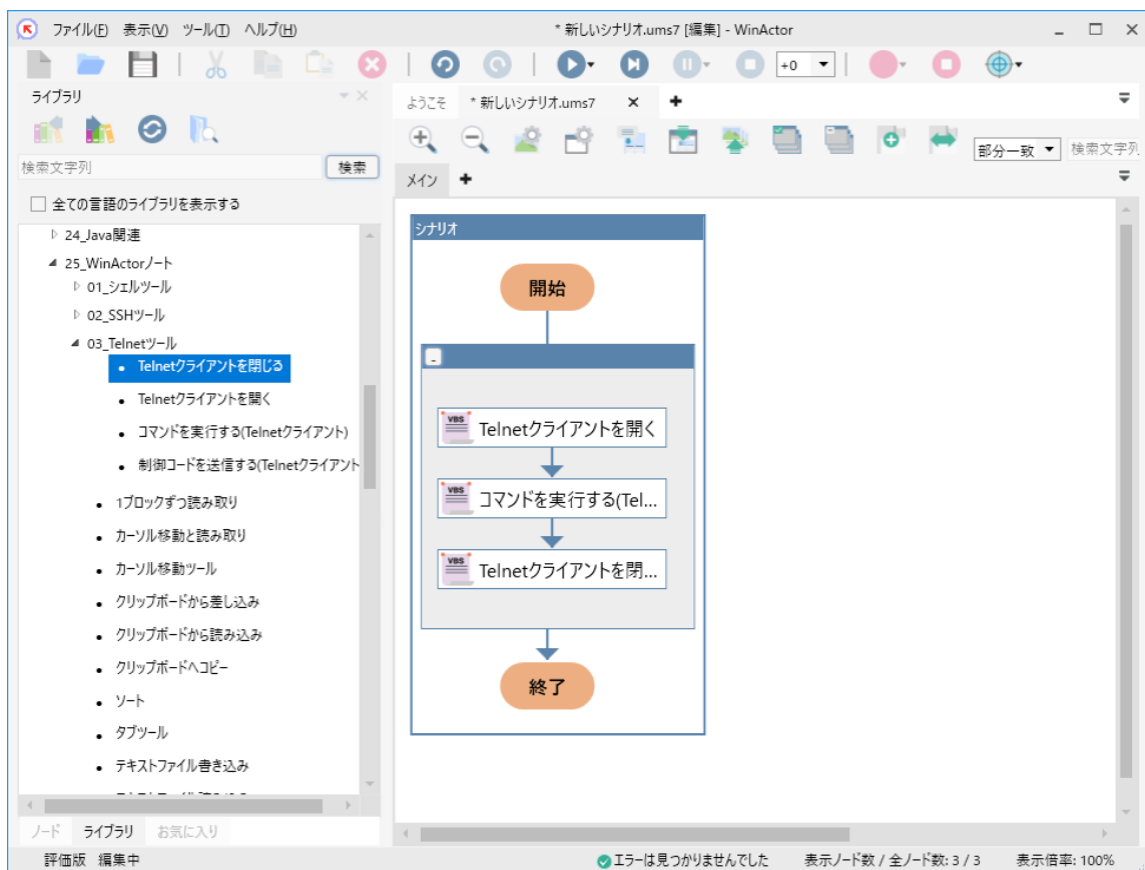 ファイル(F) 表示(V) ツール(T) ヘルプ(H)
* 新しいシナリオ.ums7 [編集] - WinActor
+0
ライブラリ
検索文字列
検索
全ての言語のライブラリを表示する
24_Java関連
25_WinActorノート
01_シェルツール
02_SSHツール
03_Telnetツール
Telnetクライアントを閉じる
Telnetクライアントを開く
コマンドを実行する(Telnetクライアント)
制御コードを送信する(Telnetクライアント
1ブロックずつ読み取り
カーソル移動と読み取り
カーソル移動ツール
クリップボードから差し込み
クリップボードから読み込み
クリップボードへコピー
ソート
タブツール
テキストファイル書き込み
ノード ライブラリ お気に入り
ようこそ * 新しいシナリオ.ums7
部分一致
検索文字列
メイン
シナリオ
開始
VBS Telnetクライアントを開く
VBS コマンドを実行する(Tel...
VBS Telnetクライアントを閉...
終了
評価版 編集中
エラーは見つかりませんでした 表示ノード数 / 全ノード数: 3 / 3 表示倍率: 100%